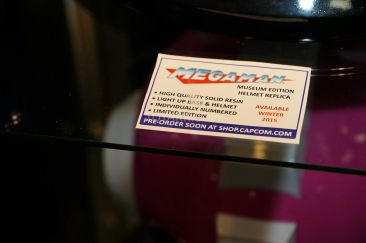 MEGAMAN
MUSEUM EDITION
HELMET REPLICA
• HIGH QUALITY SOLID RESIN
• LIGHT UP BASE & HELMET
• INDIVIDUALLY NUMBERED
• LIMITED EDITION
AVAILABLE
WINTER
2015
PRE-ORDER SOON AT SHOP.CAPCOM.COM